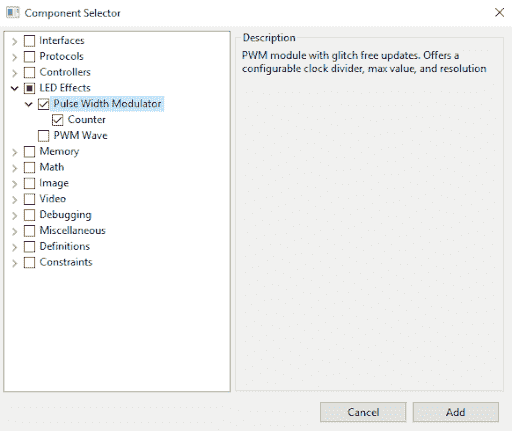 Component Selector
Interfaces
Protocols
Controllers
LED Effects
Pulse Width Modulator
Counter
PWM Wave
Memory
Math
Image
Video
Debugging
Miscellaneous
Definitions
Constraints
Description
PWM module with glitch free updates. Offers a
configurable clock divider, max value, and resolution
Cancel
Add